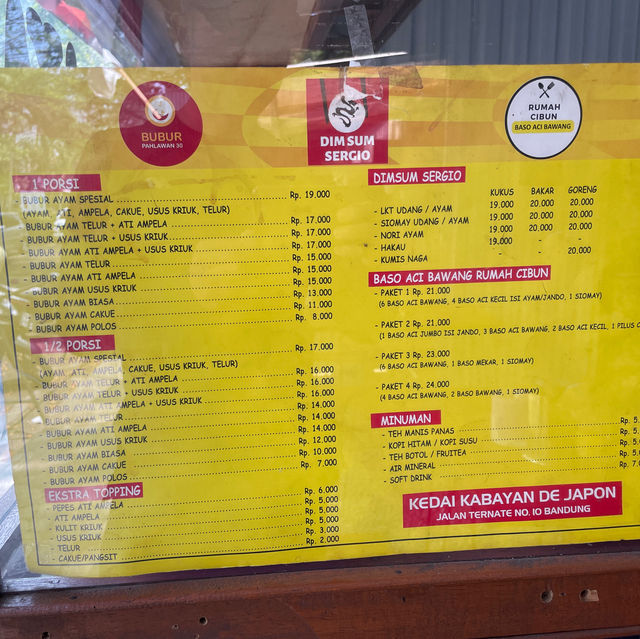 BUBUR
PAHLAWAN 30
DIM SUM
SERGIO
RUMAH
CIBUN
BASO ACI BAWANG
1 PORSI
- BUBUR AYAM SPESIAL Rp. 19.000
(AYAM, ATI, AMPELA, CAKUE, USUS KRIUK, TELUR)
- BUBUR AYAM TELUR + ATI AMPELA Rp. 17.000
- BUBUR AYAM TELUR + USUS KRIUK Rp. 17.000
- BUBUR AYAM ATI AMPELA + USUS KRIUK Rp. 17.000
- BUBUR AYAM TELUR Rp. 15.000
- BUBUR AYAM ATI AMPELA Rp. 15.000
- BUBUR AYAM USUS KRIUK Rp. 15.000
- BUBUR AYAM BIASA Rp. 13.000
- BUBUR AYAM CAKUE Rp. 11.000
- BUBUR AYAM POLOS Rp. 8.000
1/2 PORSI
- BUBUR AYAM SPESIAL Rp. 17.000
(AYAM, ATI, AMPELA, CAKUE, USUS KRIUK, TELUR)
- BUBUR AYAM TELUR + ATI AMPELA Rp. 16.000
- BUBUR AYAM TELUR + USUS KRIUK Rp. 16.000
- BUBUR AYAM ATI AMPELA + USUS KRIUK Rp. 16.000
- BUBUR AYAM TELUR Rp. 14.000
- BUBUR AYAM ATI AMPELA Rp. 14.000
- BUBUR AYAM USUS KRIUK Rp. 14.000
- BUBUR AYAM BIASA Rp. 12.000
- BUBUR AYAM CAKUE Rp. 10.000
- BUBUR AYAM POLOS Rp. 7.000
EKSTRA TOPPING
- PEPES ATI AMPELA Rp. 6.000
- ATI AMPELA Rp. 5.000
- KULIT KRIUK Rp. 5.000
- USUS KRIUK Rp. 5.000
- TELUR Rp. 3.000
- CAKUE/PANGSIT Rp. 2.000
DIMSUM SERGIO
KUKUS BAKAR GORENG
- LKT UDANG / AYAM 19.000 20.000 20.000
- SIOMAY UDANG / AYAM 19.000 20.000 20.000
- NORI AYAM 19.000 20.000 20.000
- HAKAU 19.000 - -
- KUMIS NAGA - - 20.000
BASO ACI BAWANG RUMAH CIBUN
- PAKET 1 Rp. 21.000
(6 BASO ACI BAWANG, 4 BASO ACI KECIL ISI AYAM/JANDO, 1 SIOMAY)
- PAKET 2 Rp. 21.000
(1 BASO ACI JUMBO ISI JANDO, 3 BASO ACI BAWANG, 2 BASO ACI KECIL, 1 PILUS
- PAKET 3 Rp. 23.000
(6 BASO ACI BAWANG, 1 BASO MEKAR, 1 SIOMAY)
- PAKET 4 Rp. 24.000
(4 BASO ACI BAWANG, 2 BASO BAWANG, 1 SIOMAY)
MINUMAN
- TEH MANIS PANAS Rp. 5.
- KOPI HITAM / KOPI SUSU Rp. 5.
- TEH BOTOL / FRUITEA Rp.
- AIR MINERAL Rp.
- SOFT DRINK Rp. 7.
KEDAI KABAYAN DE JAPON
JALAN TERNATE NO. 10 BANDUNG